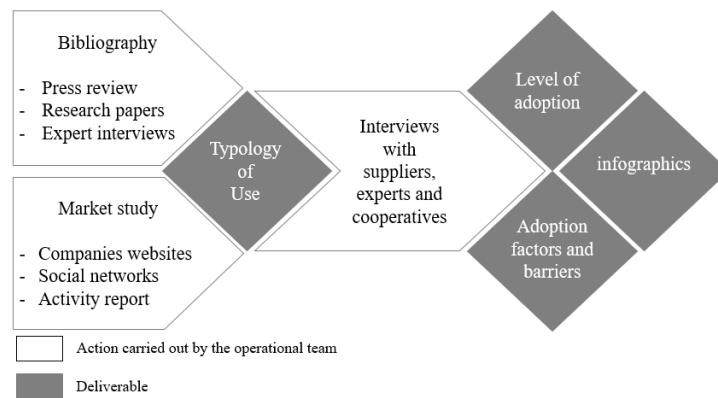 Bibliography
- Press review
- Research papers
- Expert interviews
Market study
- Companies websites
- Social networks
- Activity report
Typology
of
Use
Interviews
with
suppliers,
experts and
cooperatives
Level of
adoption
infographics
Adoption
factors and
barriers
Action carried out by the operational team
Deliverable